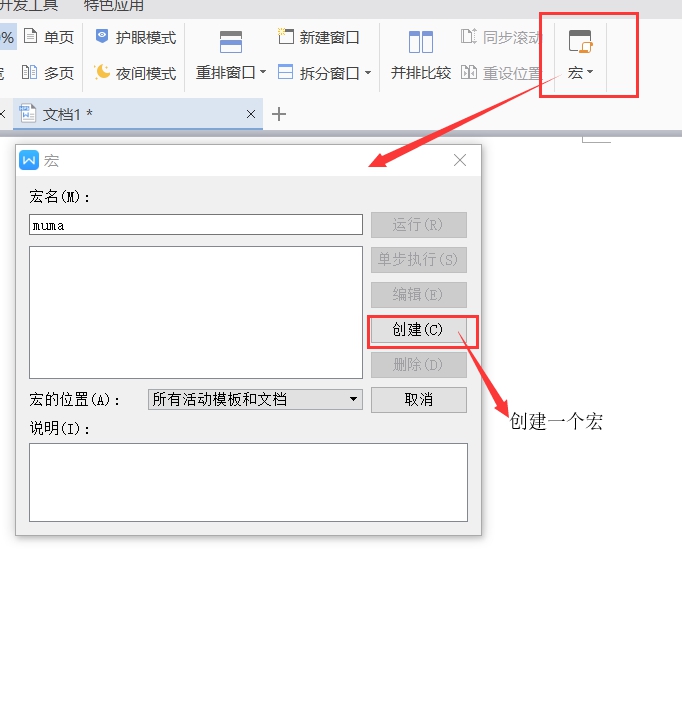 开发工具 特色应用
% 单页 护眼模式 新建窗口 同步滚动
多页 夜间模式 重排窗口 拆分窗口 并排比较 重设位置 宏
文档1 *
宏
宏名(M)：
muma
运行(R)
单步执行(S)
编辑(E)
创建(C)
删除(D)
宏的位置(A)： 所有活动模板和文档 取消
创建一个宏
说明(I)：